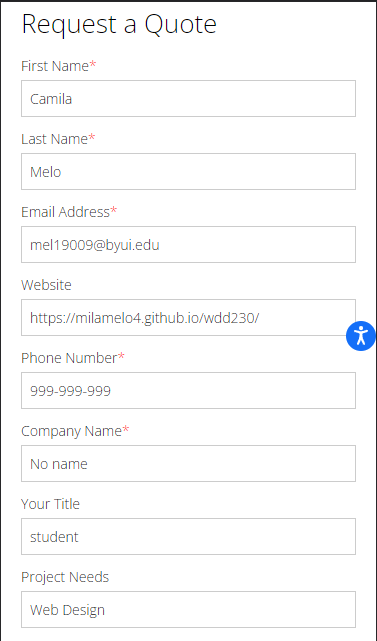 Request a Quote
First Name*
Camila
Last Name*
Melo
Email Address*
mel19009@byui.edu
Website
https://milamelo4.github.io/wdd230/
Phone Number*
999-999-999
Company Name*
No name
Your Title
student
Project Needs
Web Design